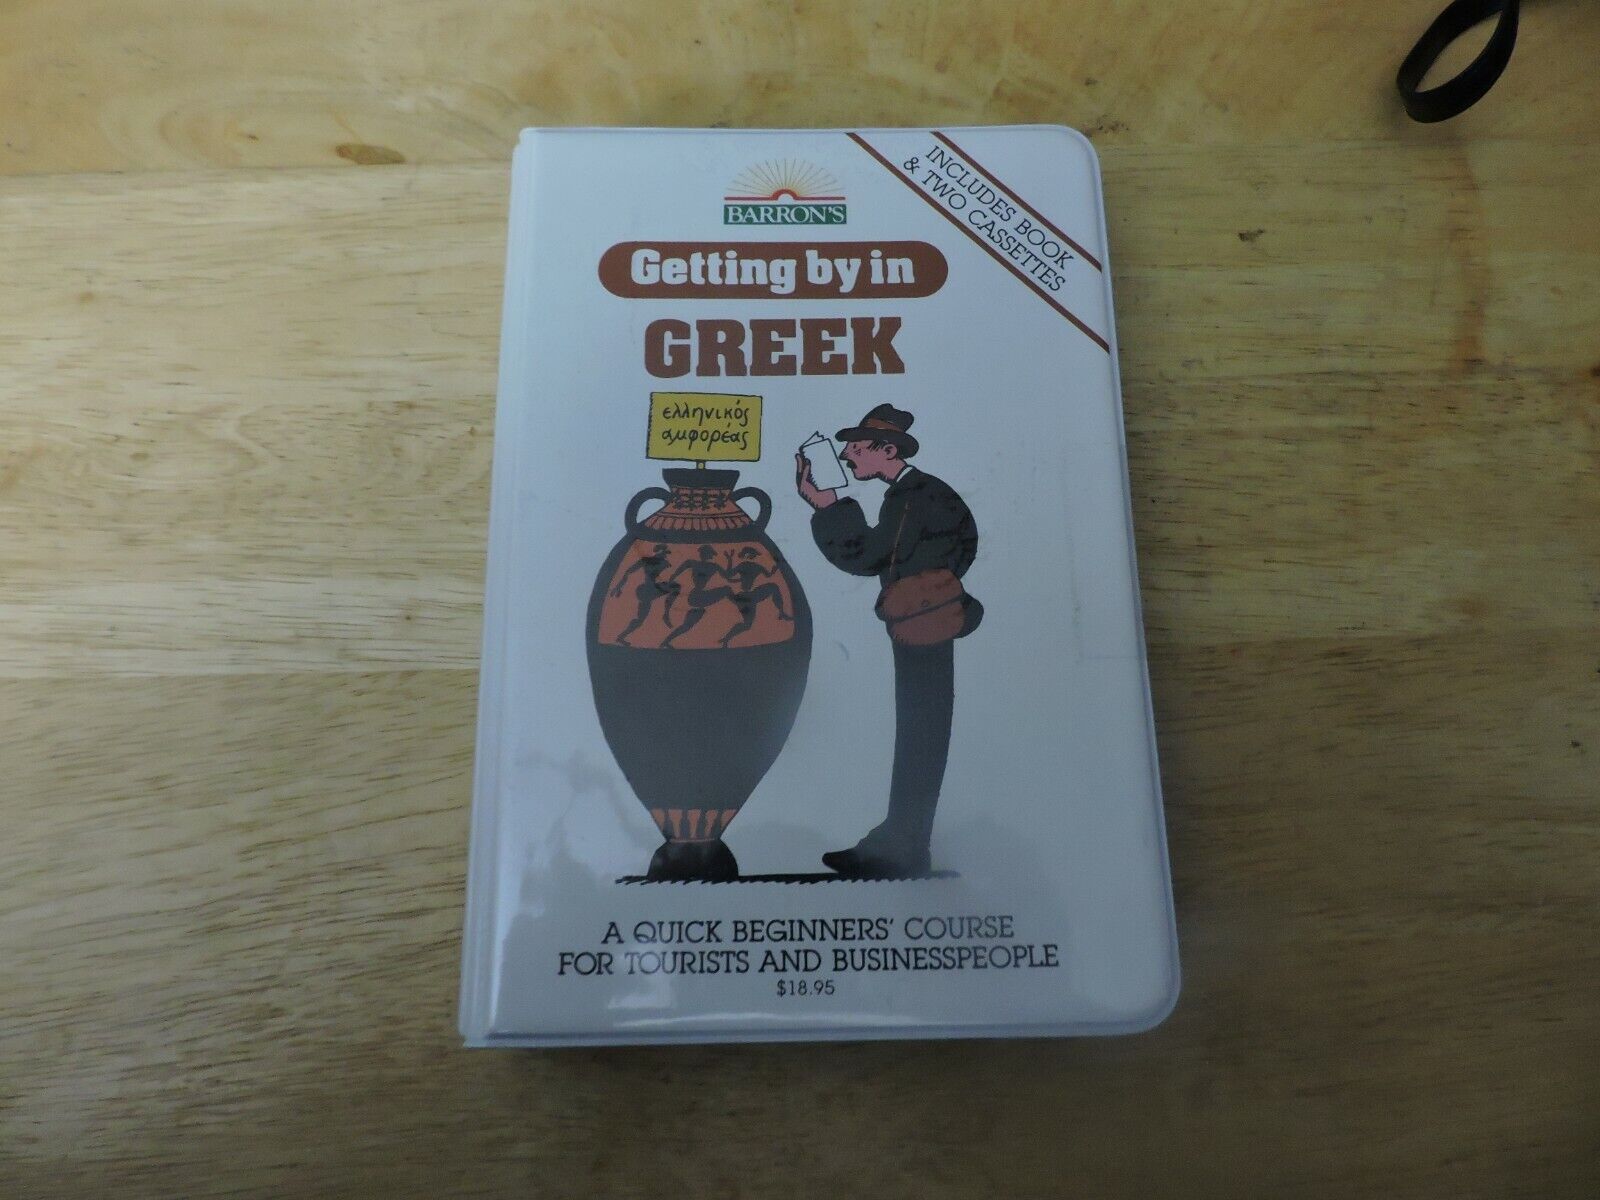 BARRON'S
INCLUDES BOOK
& TWO CASSETTES
Getting by in
GREEK
ελληνικός
αμφορέας
A QUICK BEGINNERS' COURSE
FOR TOURISTS AND BUSINESSPEOPLE
$18.95